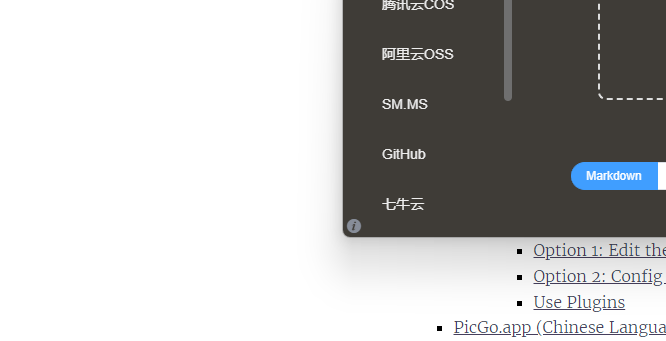 腾讯云COS
阿里云OSS
SM.MS
GitHub
Markdown
七牛云
Option 1: Edit the
Option 2: Config
Use Plugins
PicGo.app (Chinese Langua